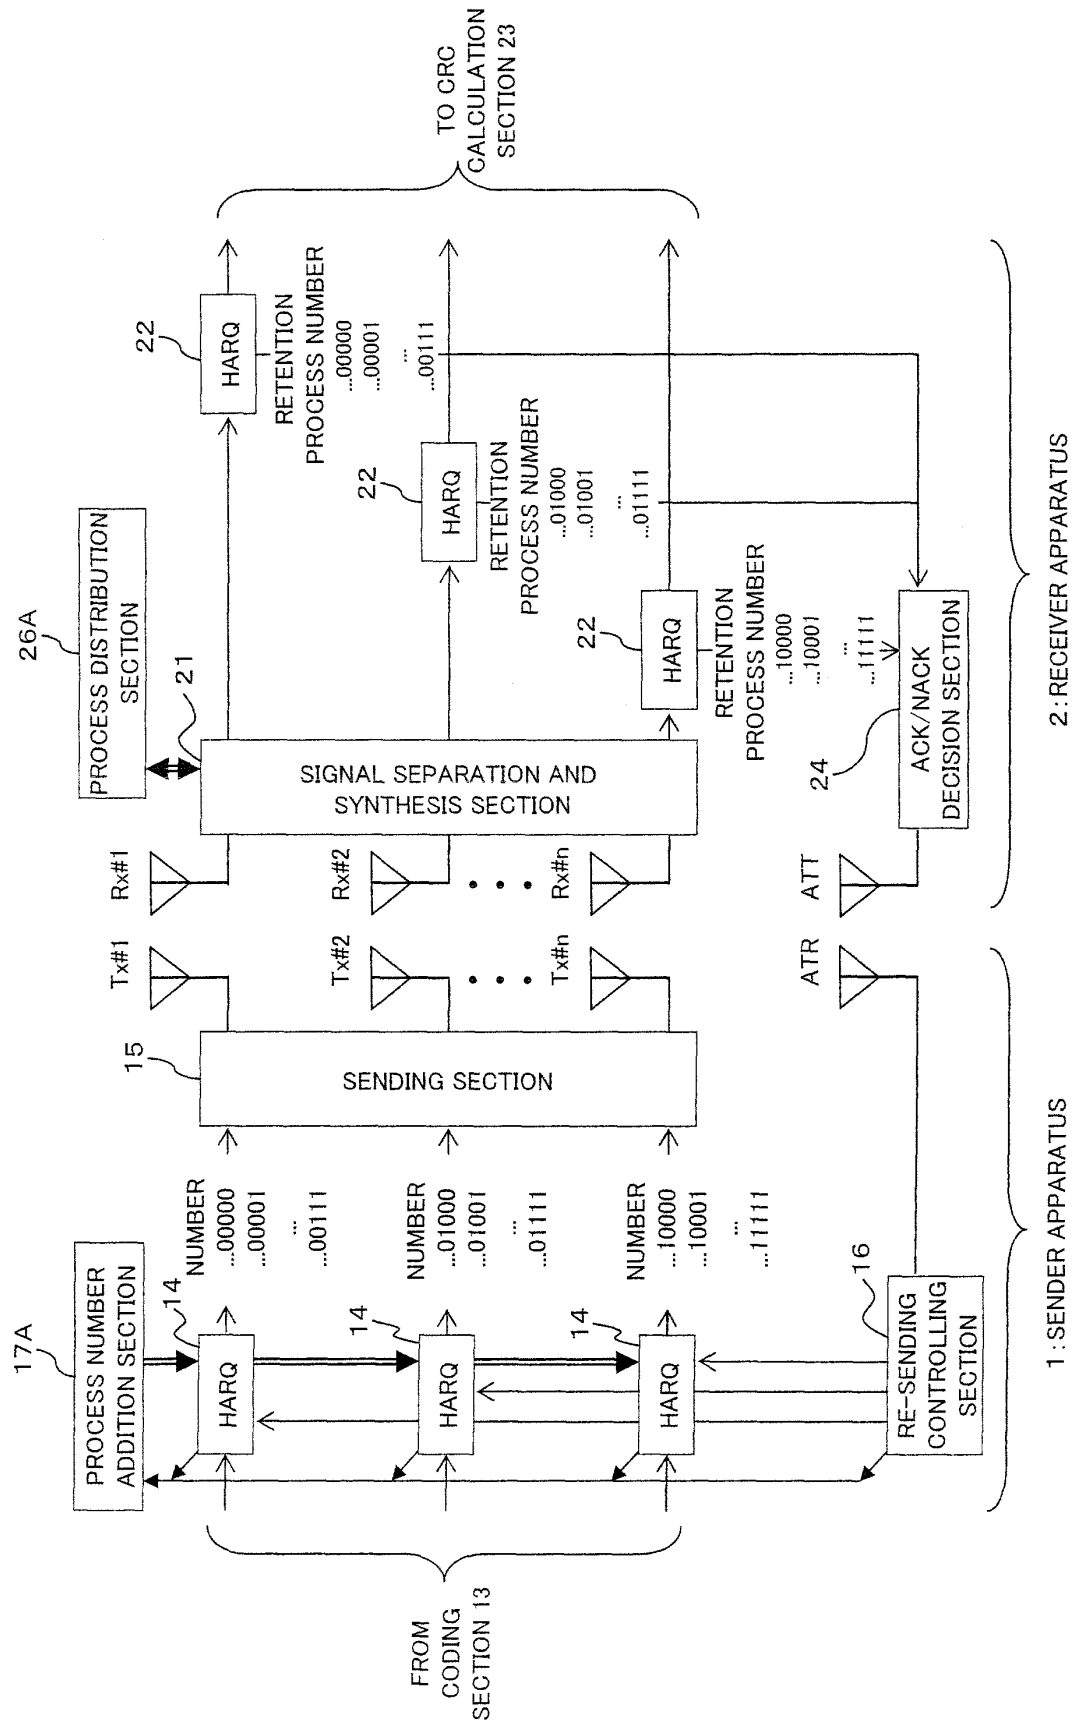 17A
PROCESS NUMBER
ADDITION SECTION
14
HARQ
14
HARQ
14
HARQ
FROM
CODING
SECTION 13
16
RE-SENDING
CONTROLLING
SECTION
NUMBER
...00000
...00001
...
...00111
NUMBER
...01000
...01001
...
...01111
NUMBER
...10000
...10001
...
...11111
15
SENDING SECTION
Tx#1
Tx#2
Tx#n
ATR
1:SENDER APPARATUS
Rx#1
Rx#2
Rx#n
ATT
26A
PROCESS DISTRIBUTION
SECTION
21
SIGNAL SEPARATION AND
SYNTHESIS SECTION
22
HARQ
RETENTION
PROCESS NUMBER
...00000
...00001
...
...00111
22
HARQ
RETENTION
PROCESS NUMBER
...01000
...01001
...
...01111
22
HARQ
RETENTION
PROCESS NUMBER
...10000
...10001
...
...11111
24
ACK/NACK
DECISION SECTION
TO CRC
CALCULATION
SECTION 23
2:RECEIVER APPARATUS